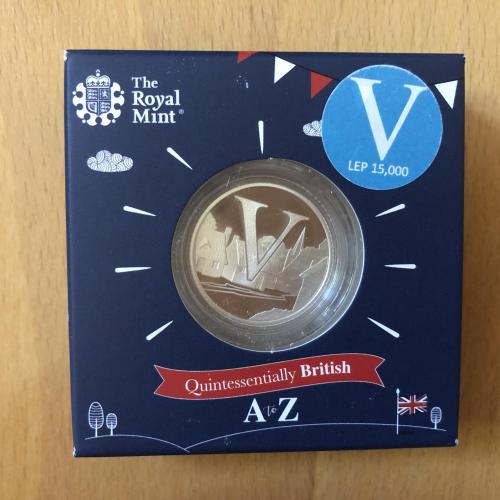 The
Royal
Mint®
V
LEP 15,000
V
Quintessentially British
A to Z